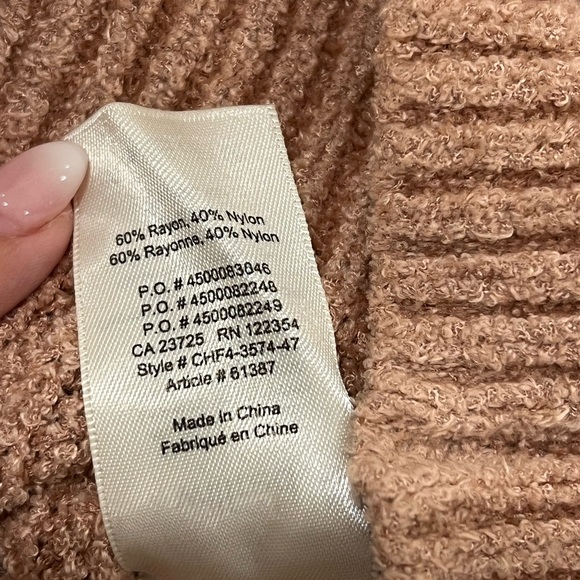 60% Rayon, 40% Nylon
60% Rayonne, 40% Nylon
P.O. # 4500083646
P.O. # 4500082248
P.O. # 4500082249
CA 23725 RN 122354
Style # CHF4-3574-47
Article # 61387
Made in China
Fabriqué en Chine